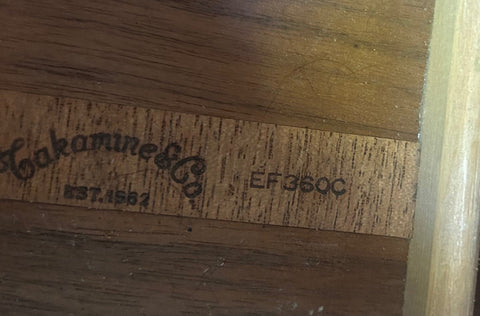 Takamine & Co.
EST. 1962
EF360C